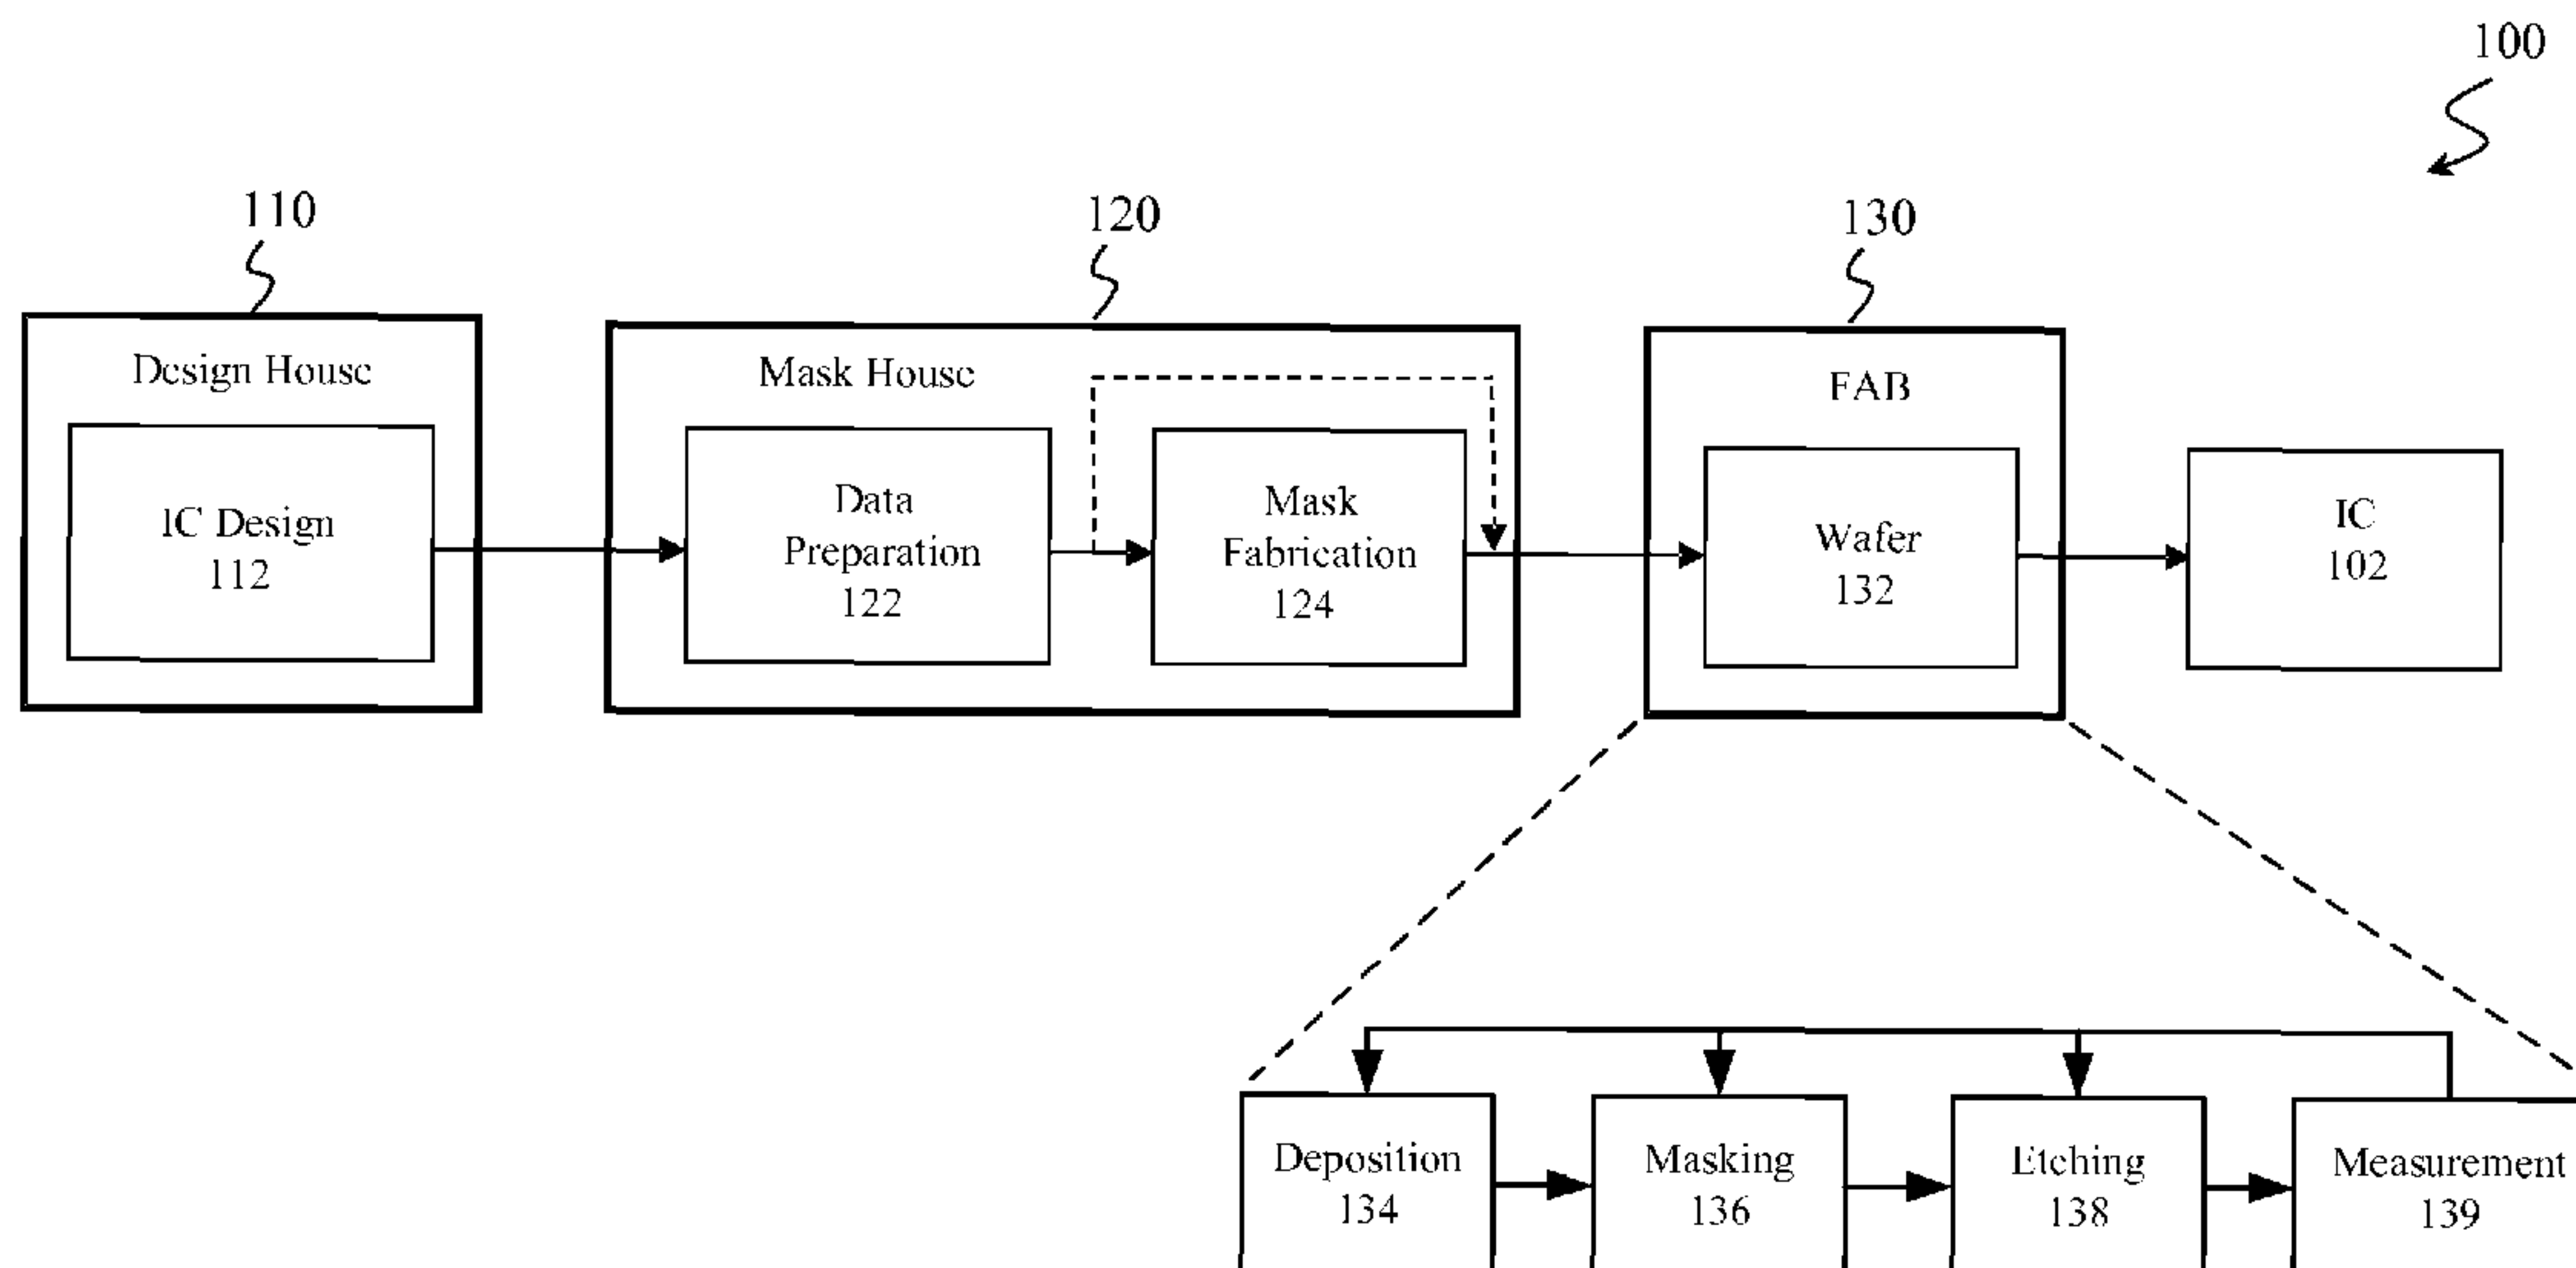 100
110
120
130
Design House
Mask House
FAB
IC Design
112
Data
Preparation
122
Mask
Fabrication
124
Wafer
132
IC
102
Deposition
134
Masking
136
Etching
138
Measurement
139